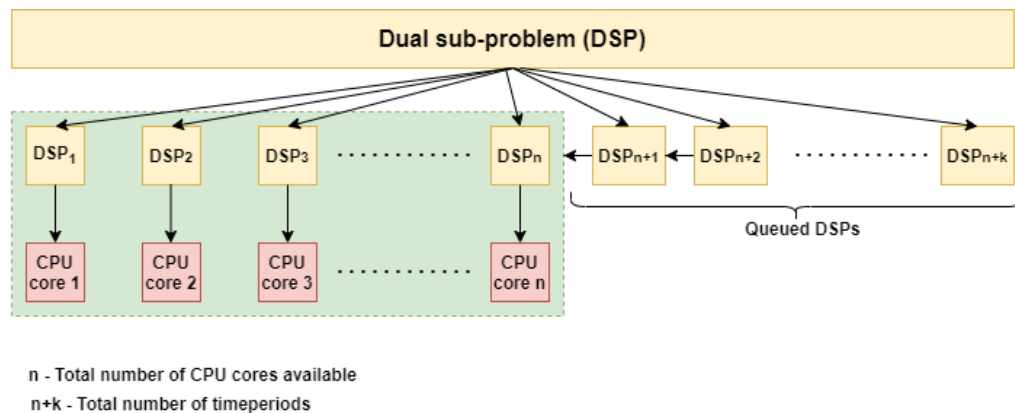 Dual sub-problem (DSP)
DSP1 DSP2 DSP3 ........... DSPn DSPn+1 DSPn+2 ........... DSPn+k
Queued DSPs
CPU core 1 CPU core 2 CPU core 3 ........... CPU core n
n - Total number of CPU cores available
n+k - Total number of timeperiods